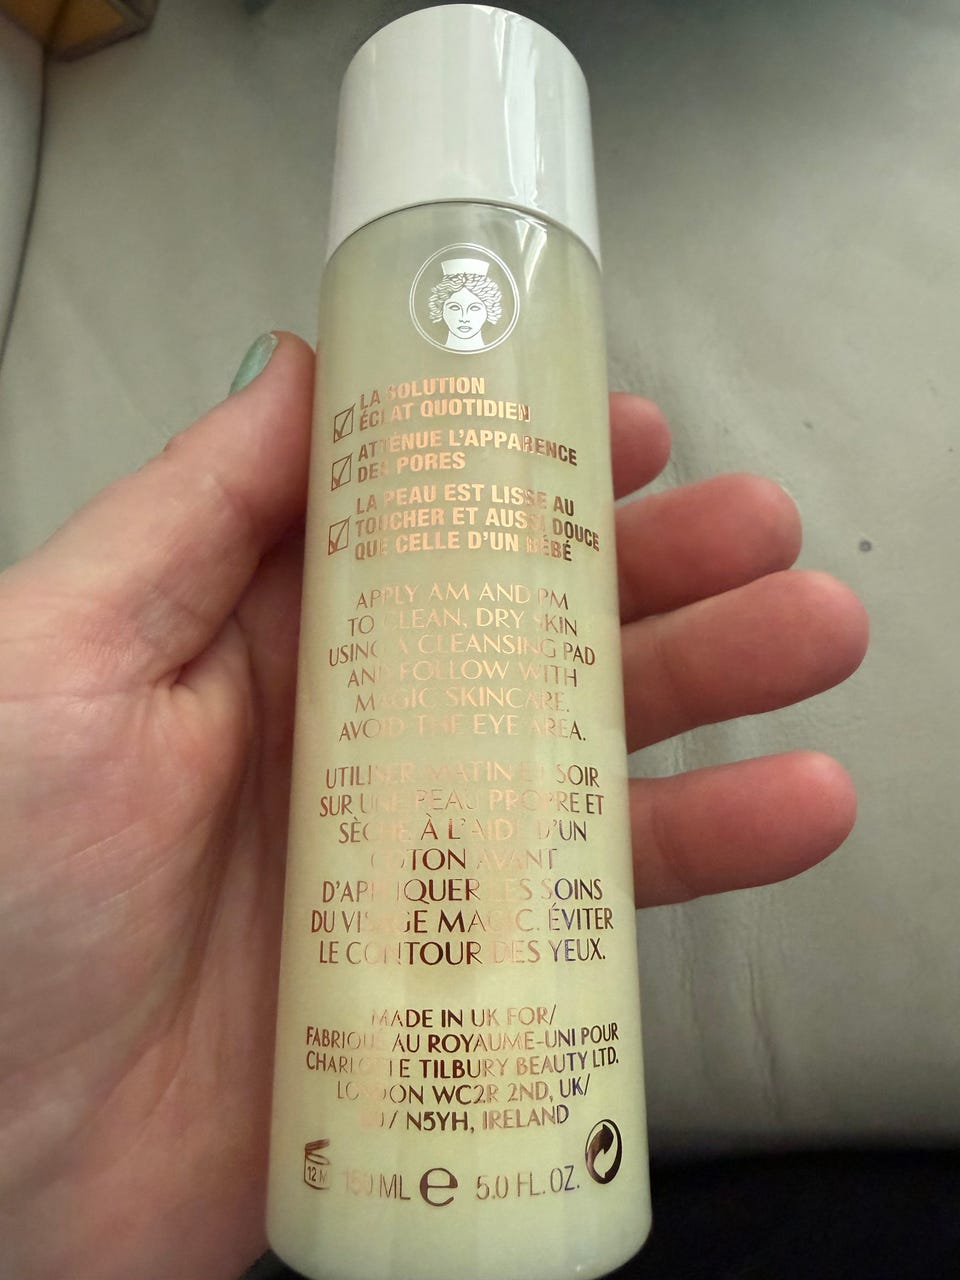 LA SOLUTION
ÉCLAT QUOTIDIEN
ATTÉNUE L'APPARENCE
DES PORES
LA PEAU EST LISSE AU
TOUCHER ET AUSSI DOUCE
QUE CELLE D'UN BÉBÉ
APPLY AM AND PM
TO CLEAN, DRY SKIN
USING A CLEANSING PAD
AND FOLLOW WITH
MAGIC SKINCARE.
AVOID THE EYE AREA.
UTILISER MATIN ET SOIR
SUR UNE PEAU PROPRE ET
SÈCHE À L'AIDE D'UN
COTON AVANT
D'APPLIQUER LES SOINS
DU VISAGE MAGIC. ÉVITER
LE CONTOUR DES YEUX.
MADE IN UK FOR/
FABRIQUÉ AU ROYAUME-UNI POUR
CHARLOTTE TILBURY BEAUTY LTD.
LONDON WC2R 2ND, UK/
N5YH, IRELAND
12 M
150 ML e 5.0 FL. OZ.